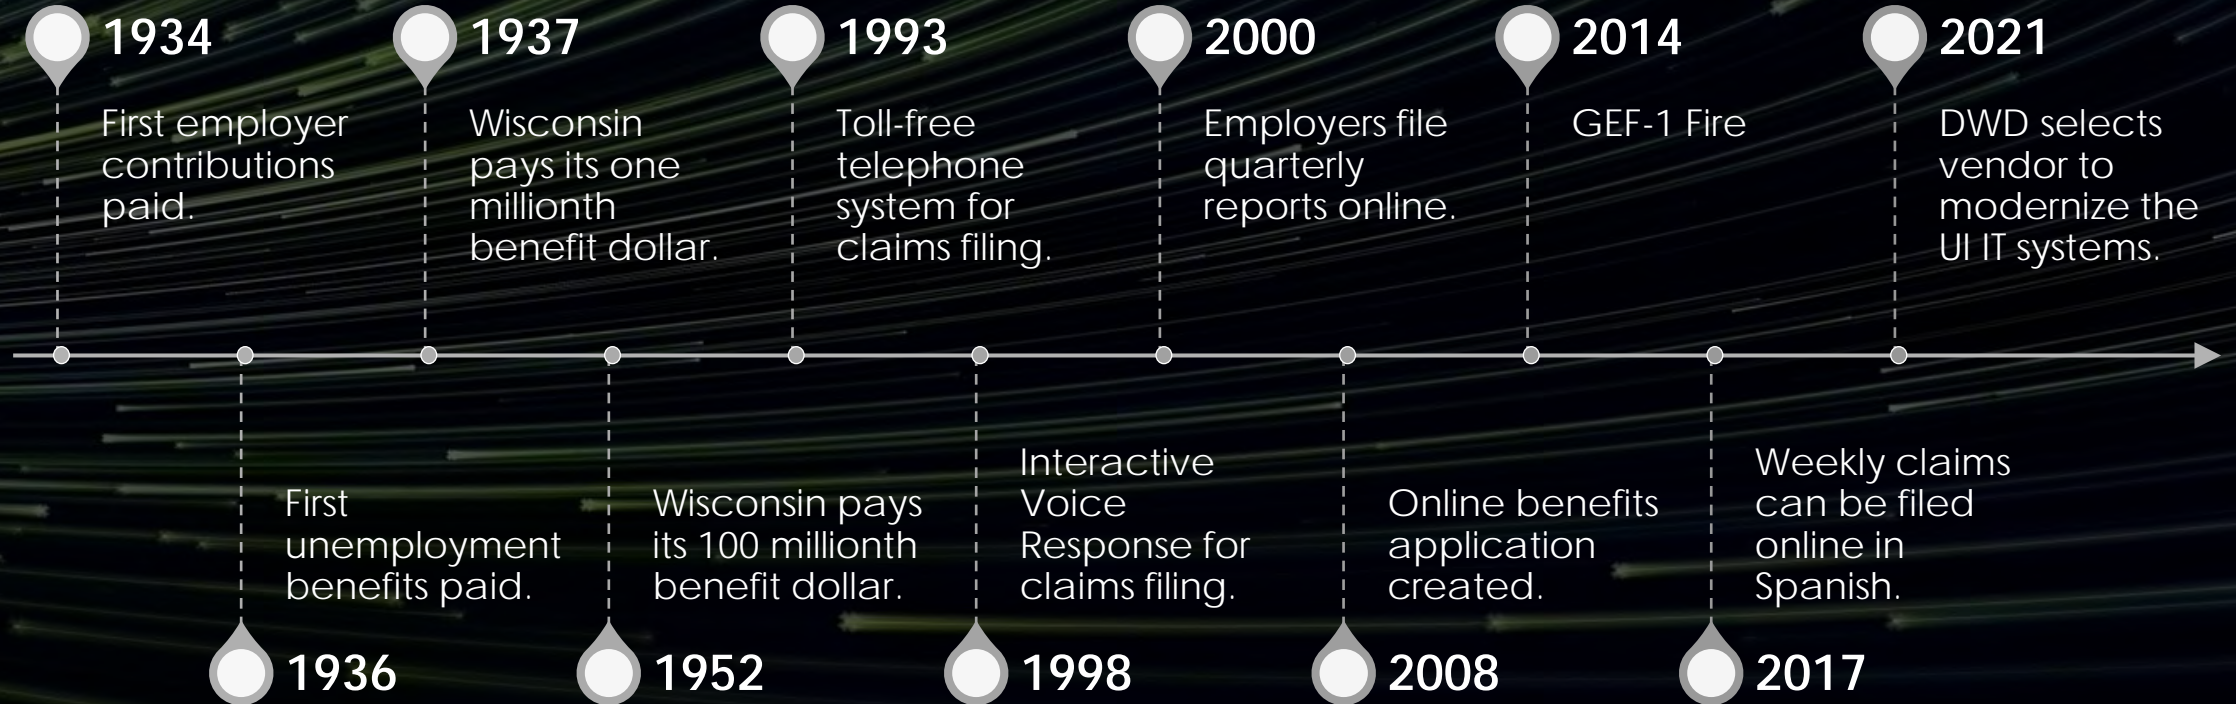 1934
First employer
contributions
paid.
1937
Wisconsin
pays its one
millionth
benefit dollar.
1993
Toll-free
telephone
system for
claims filing.
2000
Employers file
quarterly
reports online.
2014
GEF-1 Fire
2021
DWD selects
vendor to
modernize the
UI IT systems.
First
unemployment
benefits paid.
1936
Wisconsin pays
its 100 millionth
benefit dollar.
1952
Interactive
Voice
Response for
claims filing.
1998
Online benefits
application
created.
2008
Weekly claims
can be filed
online in
Spanish.
2017